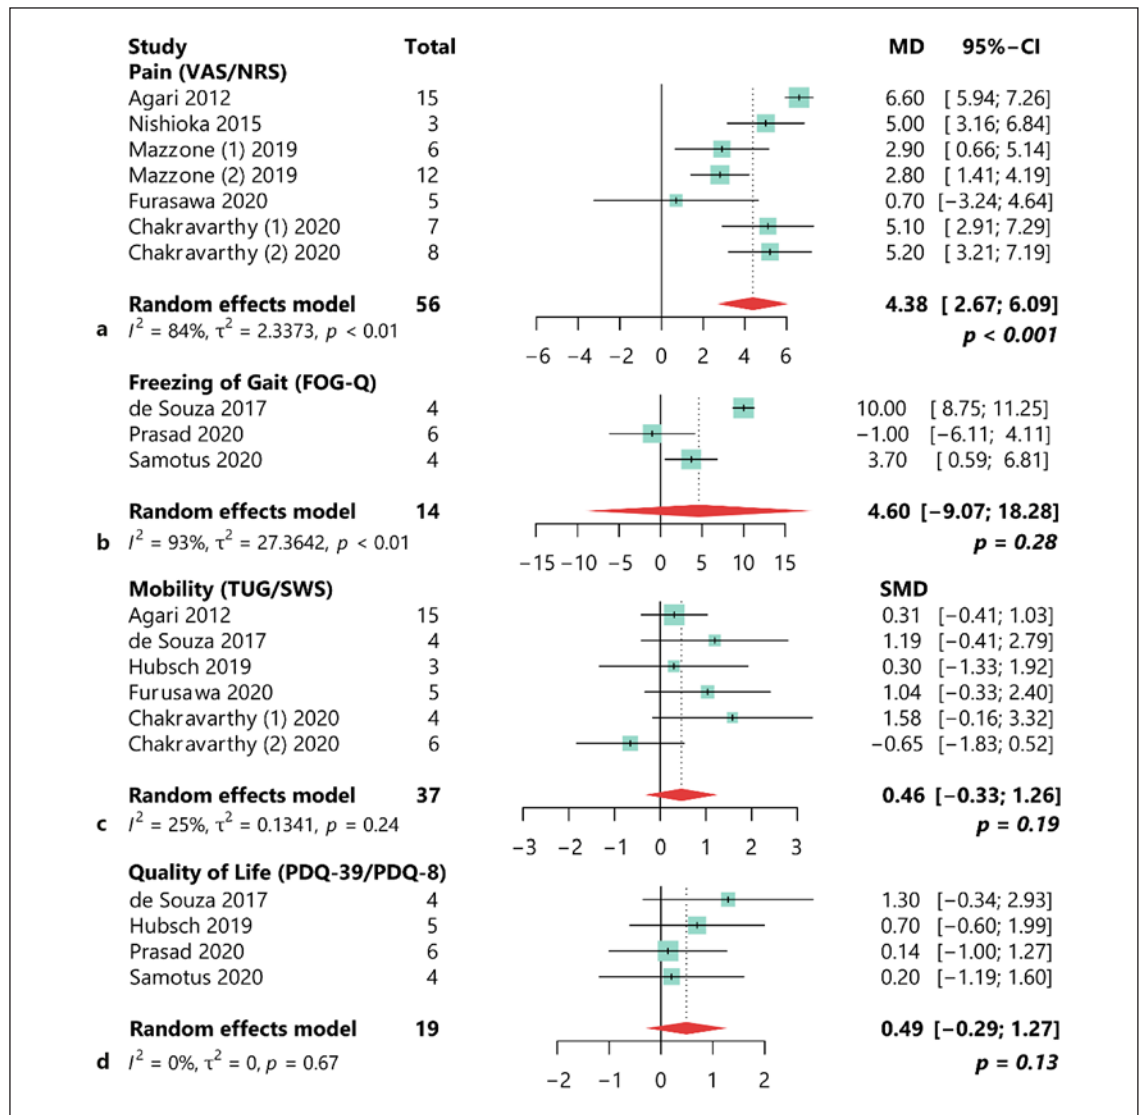 Study Total MD 95%−CI
Pain (VAS/NRS)
Agari 2012 15 6.60 [ 5.94; 7.26]
Nishioka 2015 3 5.00 [ 3.16; 6.84]
Mazzone (1) 2019 6 2.90 [ 0.66; 5.14]
Mazzone (2) 2019 12 2.80 [ 1.41; 4.19]
Furasawa 2020 5 0.70 [−3.24; 4.64]
Chakravarthy (1) 2020 7 5.10 [ 2.91; 7.29]
Chakravarthy (2) 2020 8 5.20 [ 3.21; 7.19]
Random effects model 56 4.38 [ 2.67; 6.09]
a I² = 84%, τ² = 2.3373, p < 0.01 p < 0.001
−6 −4 −2 0 2 4 6
Freezing of Gait (FOG-Q)
de Souza 2017 4 10.00 [ 8.75; 11.25]
Prasad 2020 6 −1.00 [−6.11; 4.11]
Samotus 2020 4 3.70 [ 0.59; 6.81]
Random effects model 14 4.60 [−9.07; 18.28]
b I² = 93%, τ² = 27.3642, p < 0.01 p = 0.28
−15 −10 −5 0 5 10 15
Mobility (TUG/SWS) SMD
Agari 2012 15 0.31 [−0.41; 1.03]
de Souza 2017 4 1.19 [−0.41; 2.79]
Hubsch 2019 3 0.30 [−1.33; 1.92]
Furusawa 2020 5 1.04 [−0.33; 2.40]
Chakravarthy (1) 2020 4 1.58 [−0.16; 3.32]
Chakravarthy (2) 2020 6 −0.65 [−1.83; 0.52]
Random effects model 37 0.46 [−0.33; 1.26]
c I² = 25%, τ² = 0.1341, p = 0.24 p = 0.19
−3 −2 −1 0 1 2 3
Quality of Life (PDQ-39/PDQ-8)
de Souza 2017 4 1.30 [−0.34; 2.93]
Hubsch 2019 5 0.70 [−0.60; 1.99]
Prasad 2020 6 0.14 [−1.00; 1.27]
Samotus 2020 4 0.20 [−1.19; 1.60]
Random effects model 19 0.49 [−0.29; 1.27]
d I² = 0%, τ² = 0, p = 0.67 p = 0.13
−2 −1 0 1 2